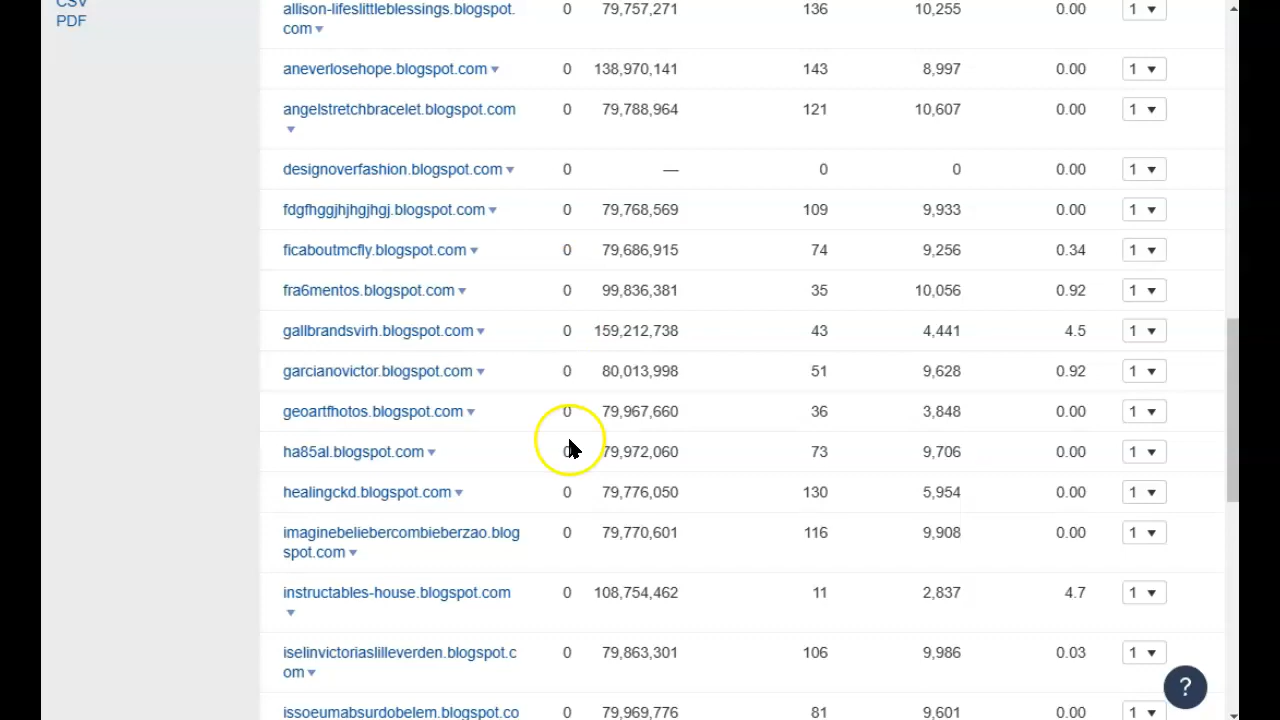 CSV
PDF
allison-lifeslittleblessings.blogspot. 0 79,757,271 136 10,255 0.00 1
com
aneverlosehope.blogspot.com 0 138,970,141 143 8,997 0.00 1
angelstretchbracelet.blogspot.com 0 79,788,964 121 10,607 0.00 1
designoverfashion.blogspot.com 0 — 0 0 0.00 1
fdgfhggjhjhgjhgj.blogspot.com 0 79,768,569 109 9,933 0.00 1
ficaboutmcfly.blogspot.com 0 79,686,915 74 9,256 0.34 1
fra6mentos.blogspot.com 0 99,836,381 35 10,056 0.92 1
gallbrandsvirh.blogspot.com 0 159,212,738 43 4,441 4.5 1
garcianovictor.blogspot.com 0 80,013,998 51 9,628 0.92 1
geoartfhotos.blogspot.com 0 79,967,660 36 3,848 0.00 1
ha85al.blogspot.com 0 79,972,060 73 9,706 0.00 1
healingckd.blogspot.com 0 79,776,050 130 5,954 0.00 1
imaginebeliebercombieberzao.blog 0 79,770,601 116 9,908 0.00 1
spot.com
instructables-house.blogspot.com 0 108,754,462 11 2,837 4.7 1
iselinvictoriaslilleverden.blogspot.c 0 79,863,301 106 9,986 0.03 1
om
issoeumabsurdobelem.blogspot.co 0 79,969,776 81 9,601 0.00 1
?